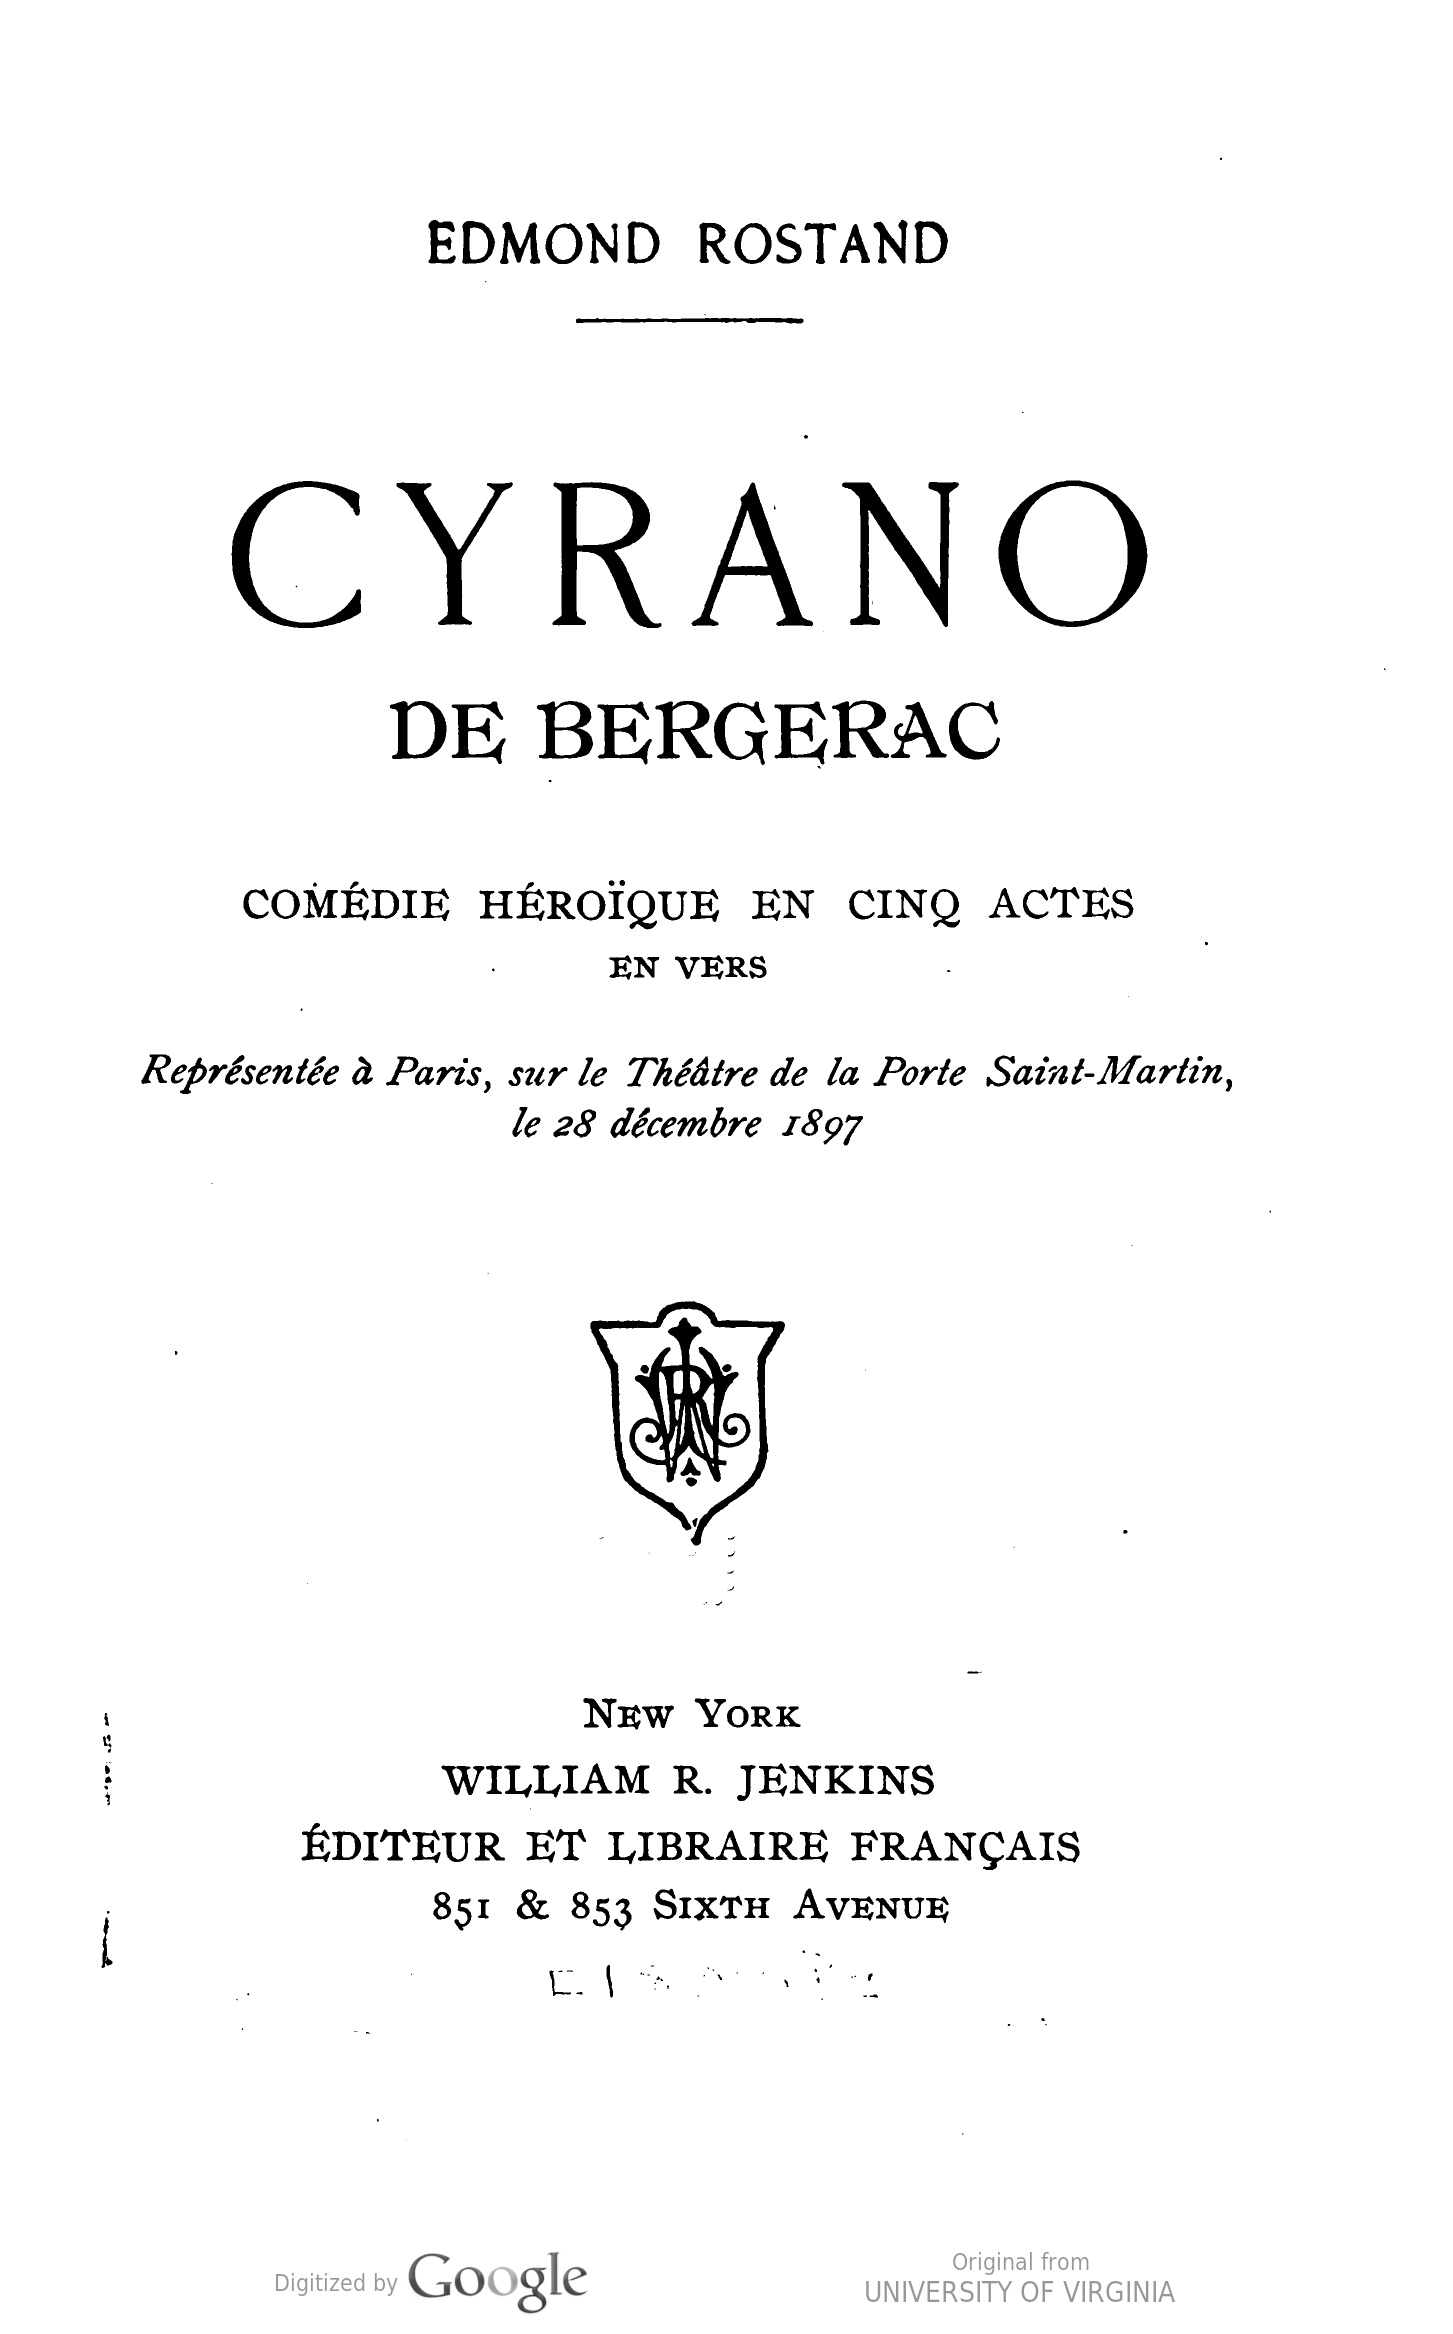 EDMOND ROSTAND
CYRANO
DE BERGERAC
COMÉDIE HÉROÏQUE EN CINQ ACTES
EN VERS
Représentée à Paris, sur le Théâtre de la Porte Saint-Martin,
le 28 décembre 1897
NEW YORK
WILLIAM R. JENKINS
ÉDITEUR ET LIBRAIRE FRANÇAIS
851 & 853 SIXTH AVENUE
Digitized by Google
Original from
UNIVERSITY OF VIRGINIA